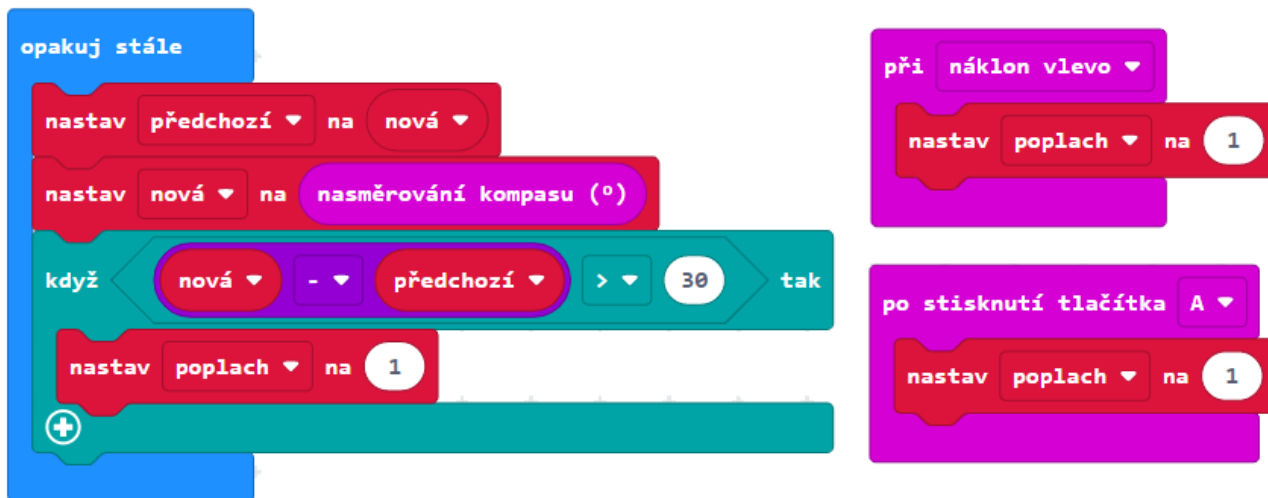 opakuj stále
nastav předchozí na nová
nastav nová na nasměrování kompasu (º)
když nová - předchozí > 30 tak
nastav poplach na 1
při náklon vlevo
nastav poplach na 1
po stisknutí tlačítka A
nastav poplach na 1